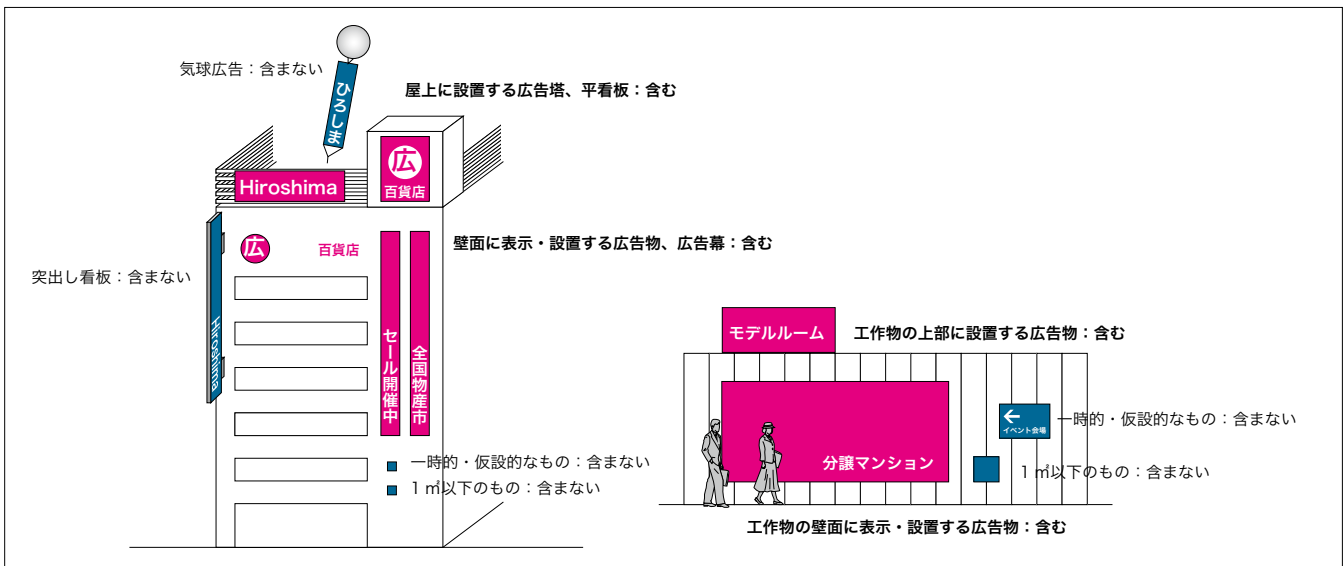 気球広告：含まない
ひろしま
屋上に設置する広告塔、平看板：含む
Hiroshima
広
百貨店
広
百貨店
壁面に表示・設置する広告物、広告幕：含む
突出し看板：含まない
Hiroshima
セール開催中
全国物産市
一時的・仮設的なもの：含まない
1㎡以下のもの：含まない
モデルルーム
工作物の上部に設置する広告物：含む
分譲マンション
←
イベント会場
一時的・仮設的なもの：含まない
1㎡以下のもの：含まない
工作物の壁面に表示・設置する広告物：含む